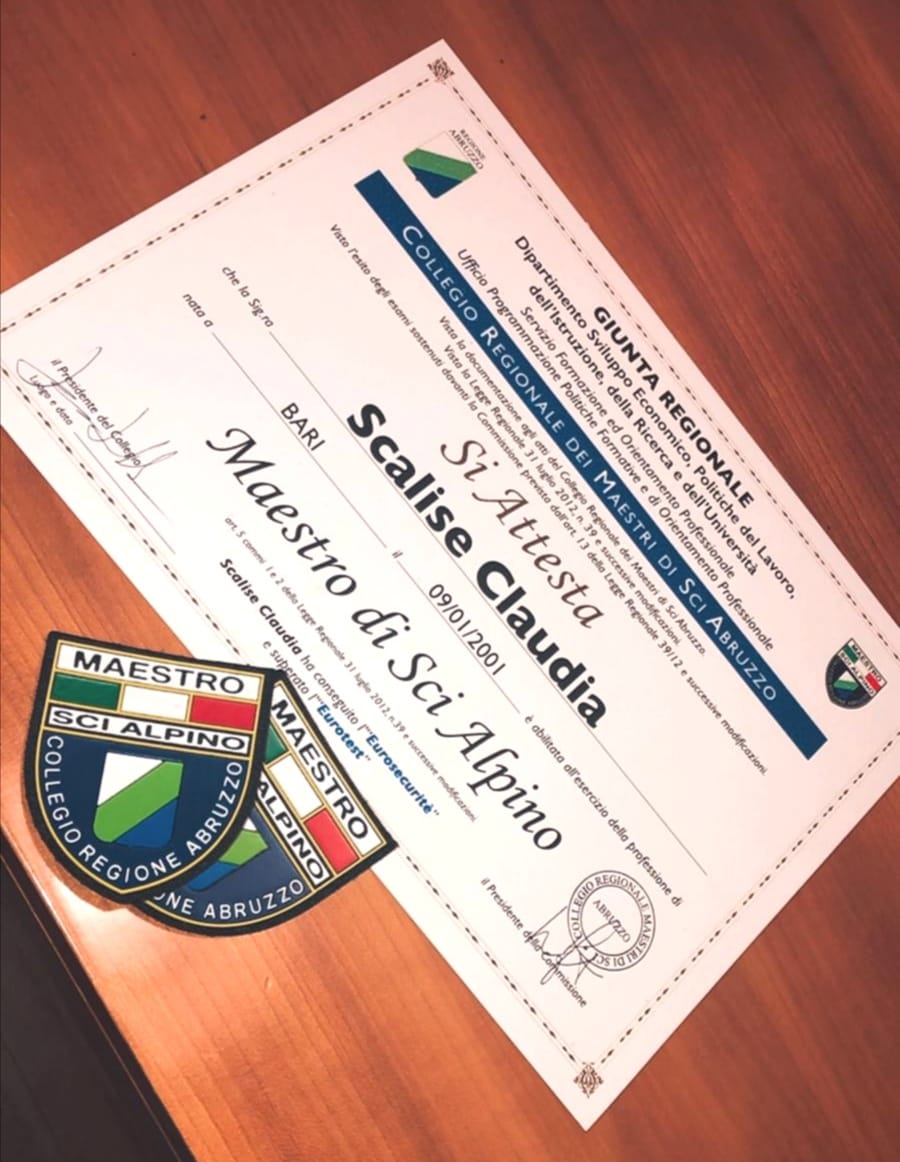 REGIONE
ABRUZZO
GIUNTA REGIONALE
Dipartimento Sviluppo Economico, Politiche del Lavoro,
dell'Istruzione, della Ricerca e dell'Università
Servizio Formazione ed Orientamento Professionale
Ufficio Programmazione Politiche Formative e di Orientamento Professionale
MAESTRO
SCI ALPINO
COLLEGIO REGIONALE DEI MAESTRI DI SCI ABRUZZO
Vista la documentazione agli atti del Collegio Regionale dei Maestri di Sci Abruzzo.
Vista la Legge Regionale 31 luglio 2012, n. 39 e successive modificazioni.
Visto l'esito degli esami sostenuti davanti la Commissione prevista dall'art. 13 della Legge Regionale 39/12 e successive modificazioni.
Si Attesta
che la Sig.ra Scalise Claudia
nata a BARI il 09/01/2001 è abilitato all'esercizio della professione di
Maestro di Sci Alpino
art. 5 commi 1 e 2 della Legge Regionale 31 luglio 2012, n.39 e successive modificazioni.
Scalise Claudia ha conseguito l'"Eurosecurité"
e superato l'"Eurotest"
il Presidente del Collegio
Luogo e data
il Presidente della Commissione
COLLEGIO REGIONALE MAESTRI DI SCI
ABRUZZO
MAESTRO
SCI ALPINO
COLLEGIO REGIONE ABRUZZO
MAESTRO
ALPINO
NE ABRUZZO